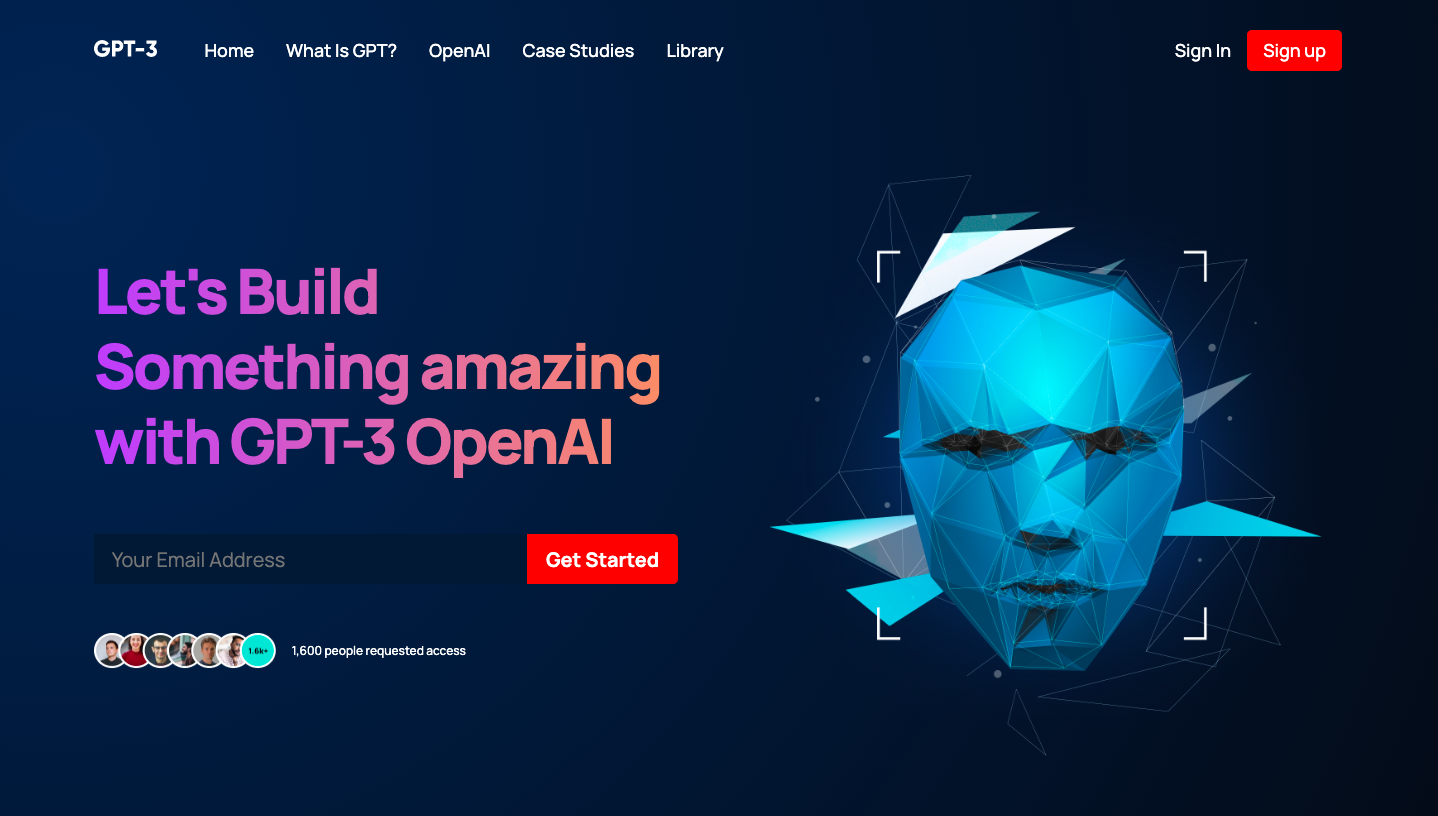 GPT-3
Home
What Is GPT?
OpenAI
Case Studies
Library
Sign In
Sign up
Let's Build
Something amazing
with GPT-3 OpenAI
Your Email Address
Get Started
1.6k+
1,600 people requested access